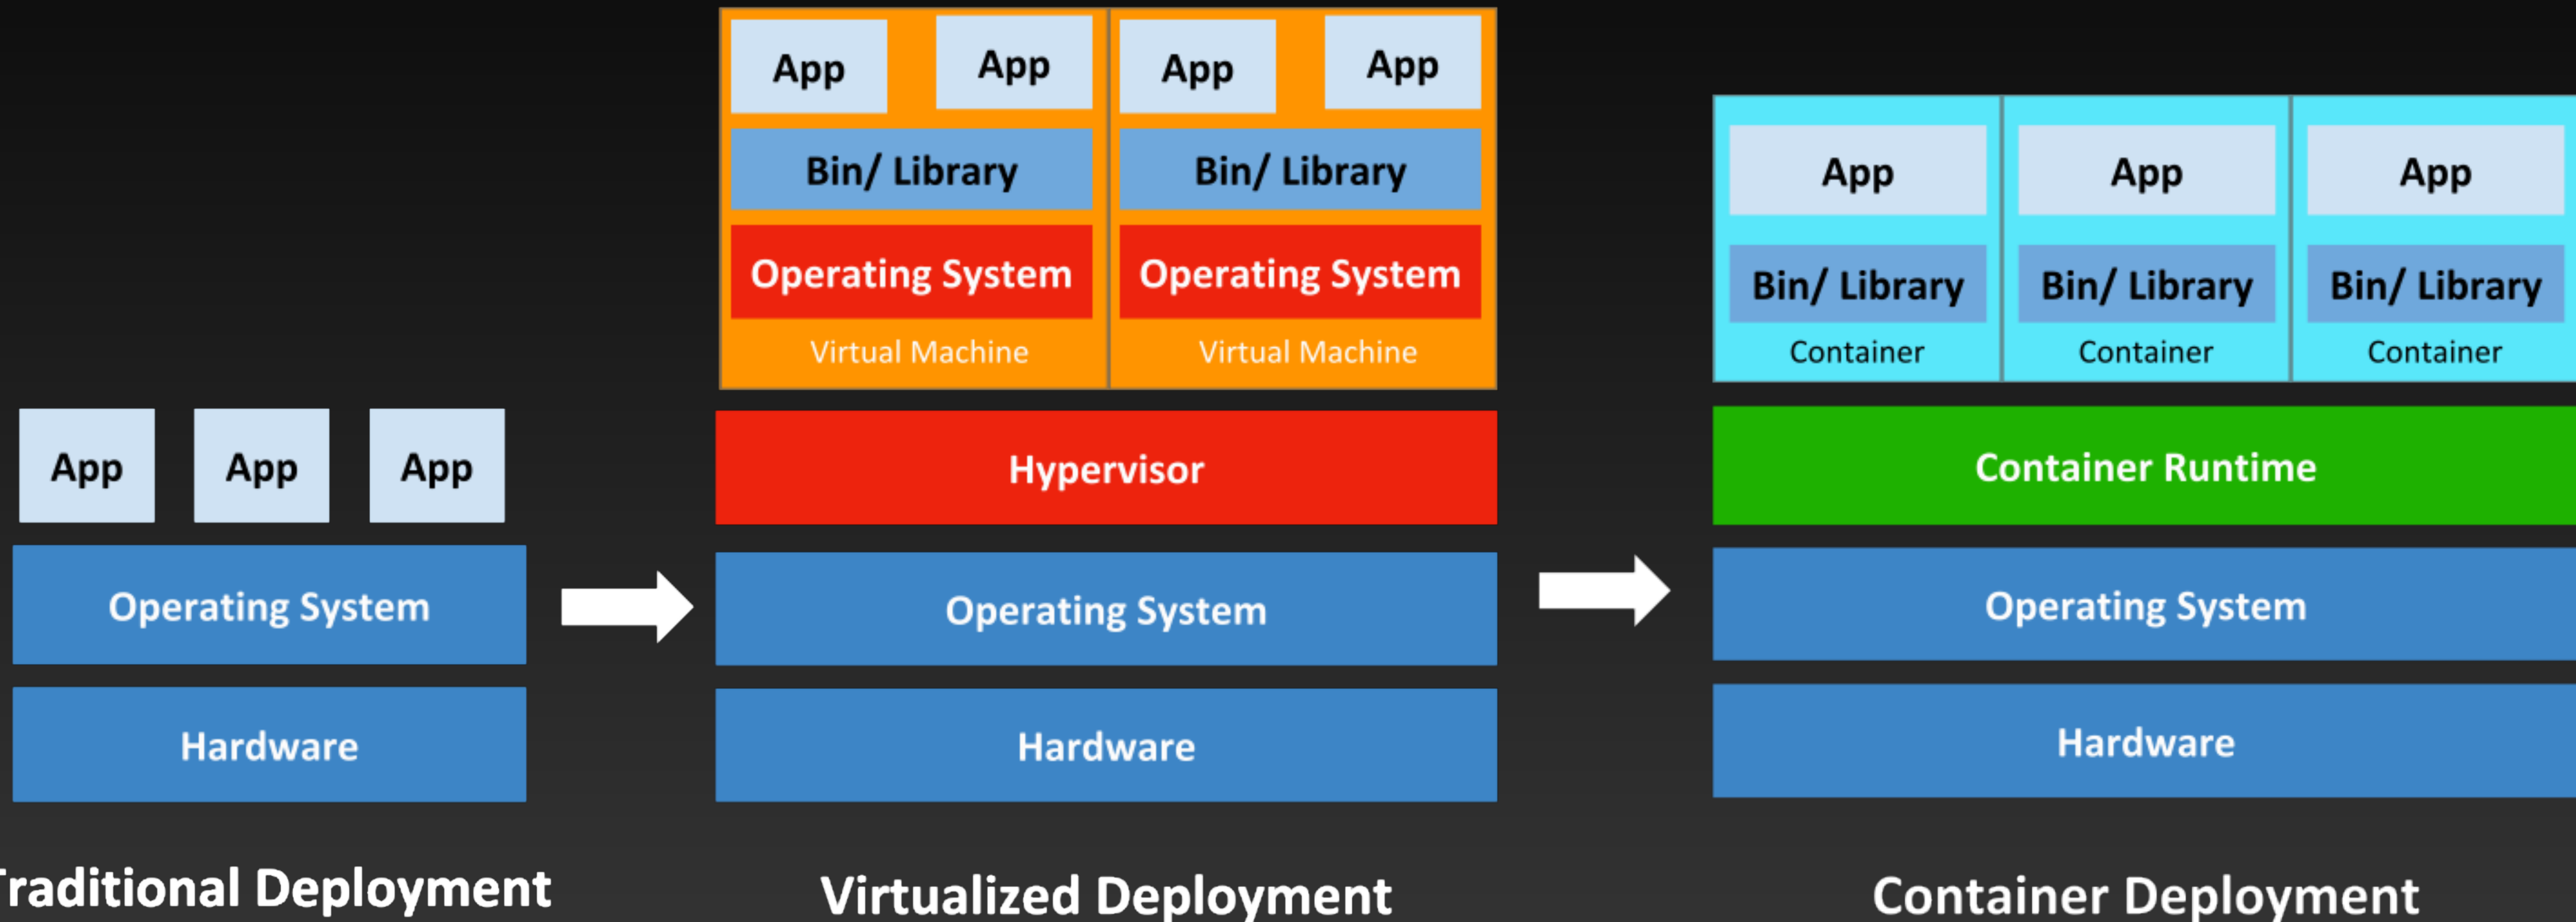 App App App
Operating System
Hardware
Traditional Deployment
App App App App
Bin/ Library Bin/ Library
Operating System Operating System
Virtual Machine Virtual Machine
Hypervisor
Operating System
Hardware
Virtualized Deployment
App App App
Bin/ Library Bin/ Library Bin/ Library
Container Container Container
Container Runtime
Operating System
Hardware
Container Deployment